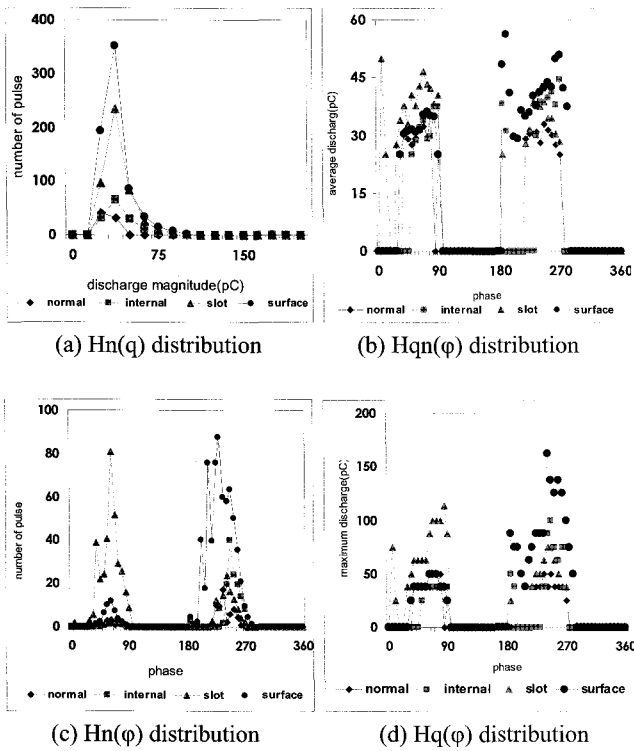 400
300
200
100
0
number of pulse
0 75 150
discharge magnitude(pC)
normal internal slot surface
(a) Hn(q) distribution
60
45
30
15
0
average discharg(pC)
0 90 180 270 360
phase
normal internal slot surface
(b) Hqn(φ) distribution
100
80
60
40
20
0
number of pulse
0 90 180 270 360
phase
normal internal slot surface
(c) Hn(φ) distribution
200
150
100
50
0
maximum discharge(pC)
0 90 180 270 360
phase
normal internal slot surface
(d) Hq(φ) distribution